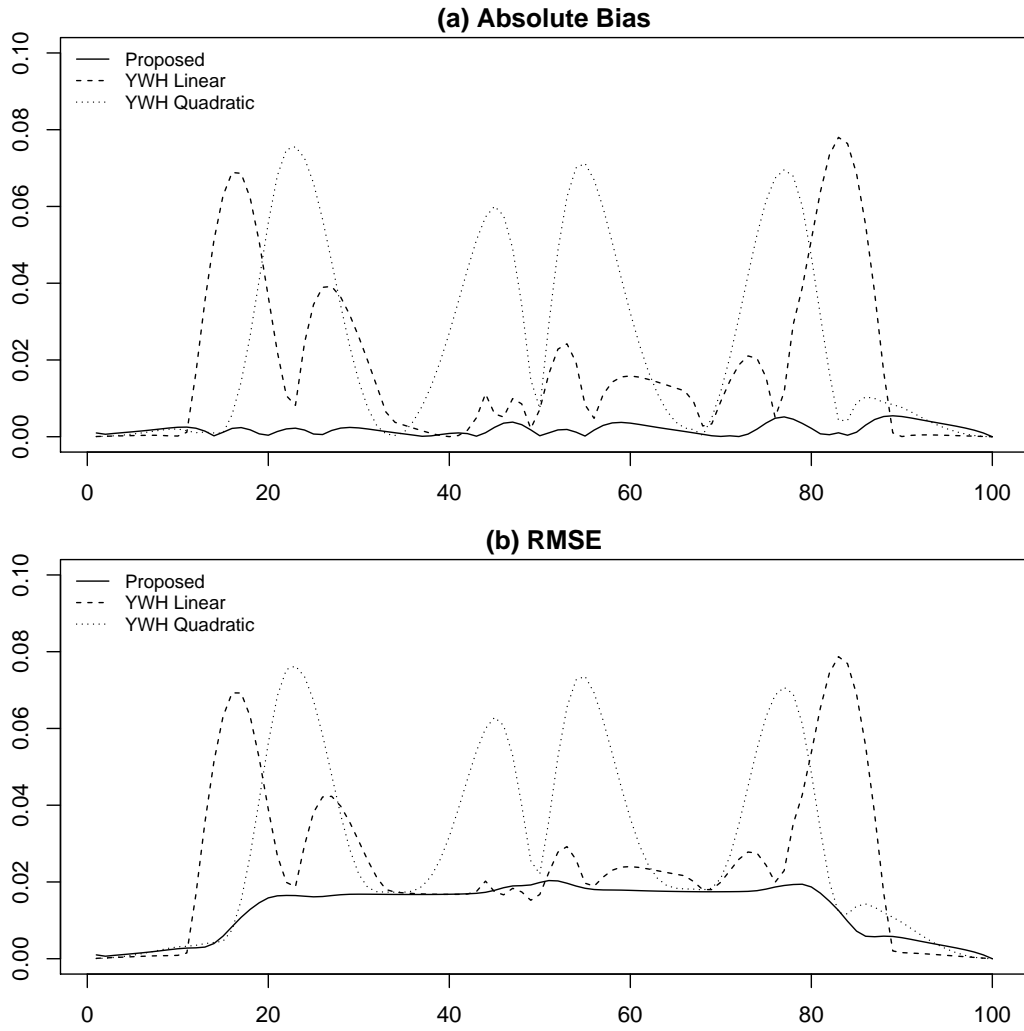 (a) Absolute Bias
0.10
0.08
0.06
0.04
0.02
0.00
Proposed
YWH Linear
YWH Quadratic
0 20 40 60 80 100
(b) RMSE
0.10
0.08
0.06
0.04
0.02
0.00
Proposed
YWH Linear
YWH Quadratic
0 20 40 60 80 100